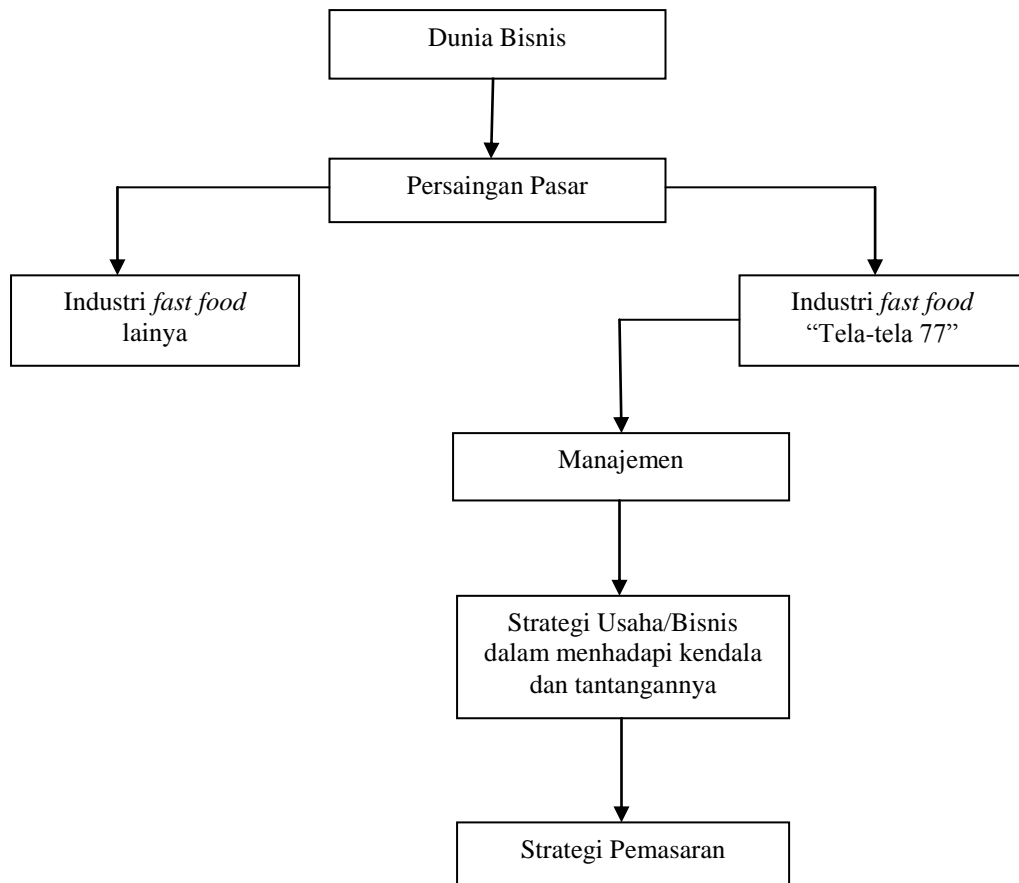 Dunia Bisnis
Persaingan Pasar
Industri fast food
lainya
Industri fast food
“Tela-tela 77”
Manajemen
Strategi Usaha/Bisnis
dalam menhadapi kendala
dan tantangannya
Strategi Pemasaran